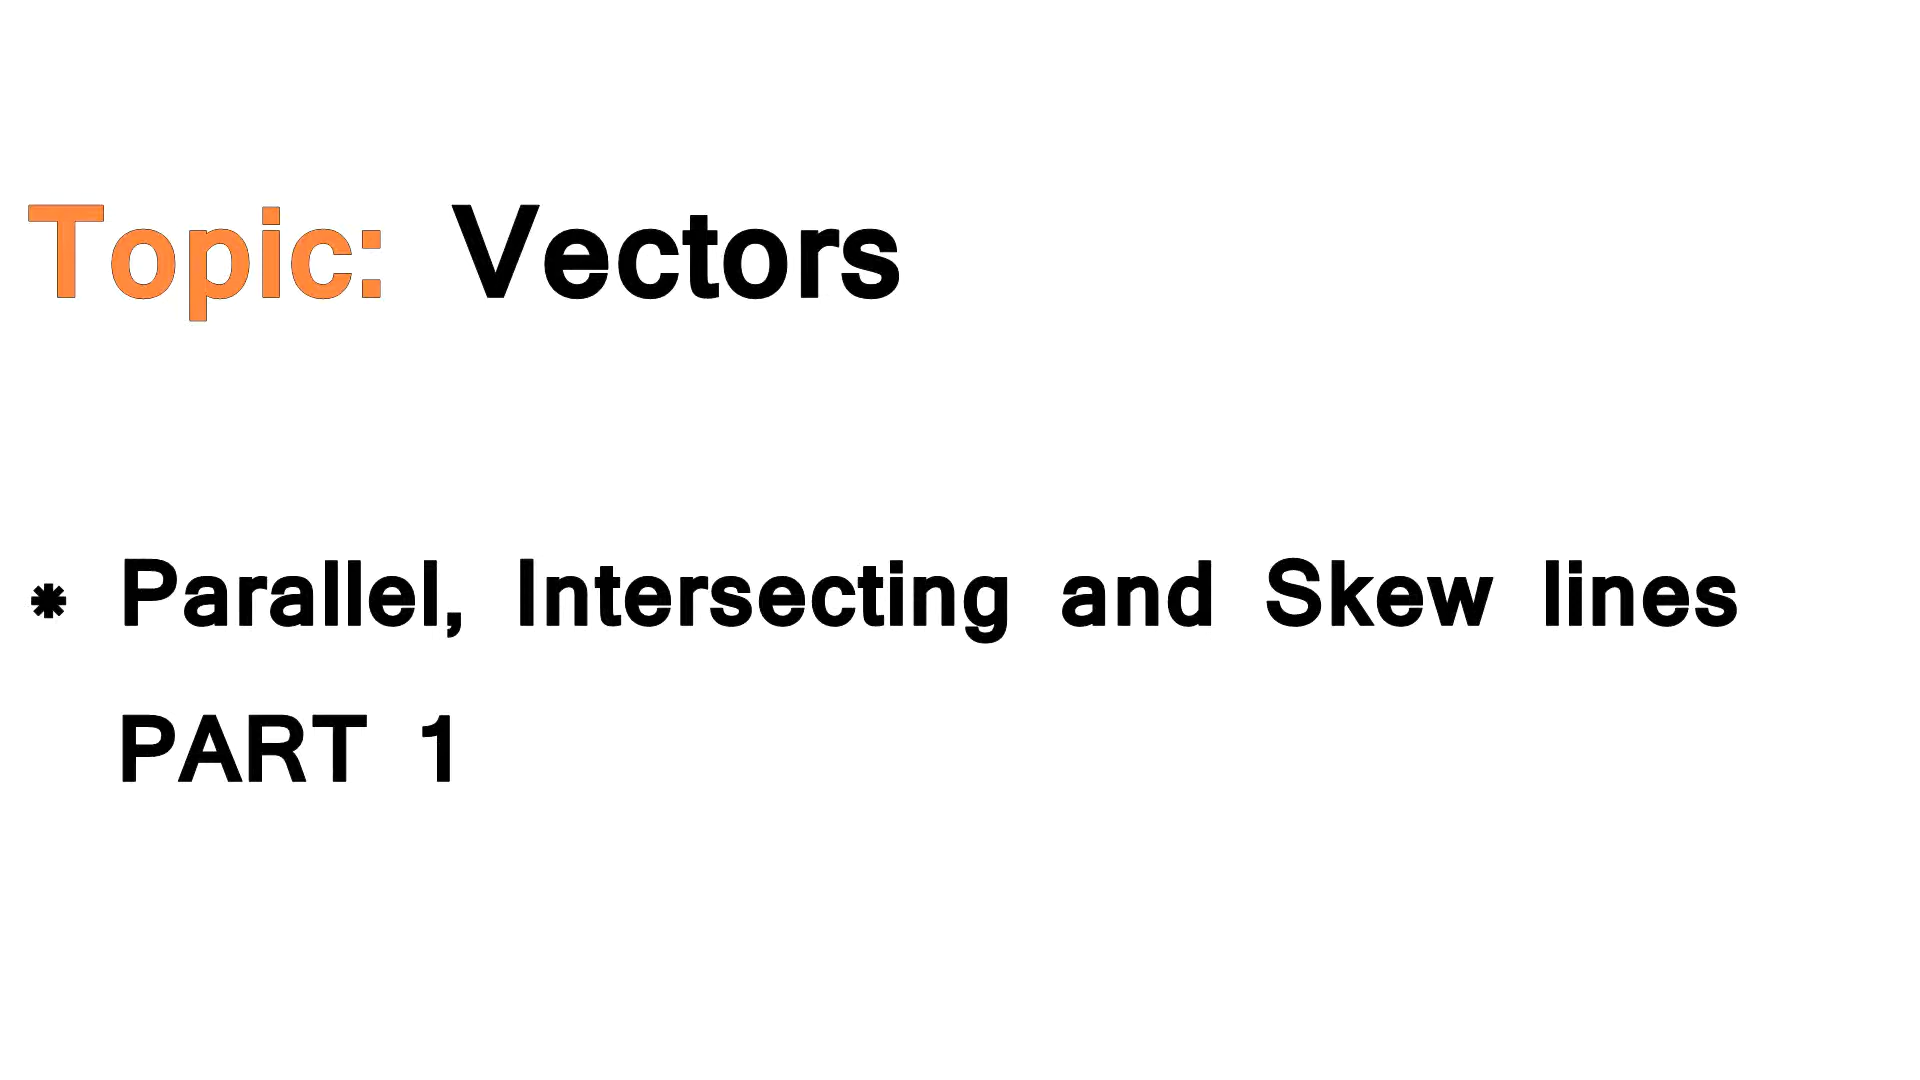 Topic: Vectors
* Parallel, Intersecting and Skew lines
PART 1